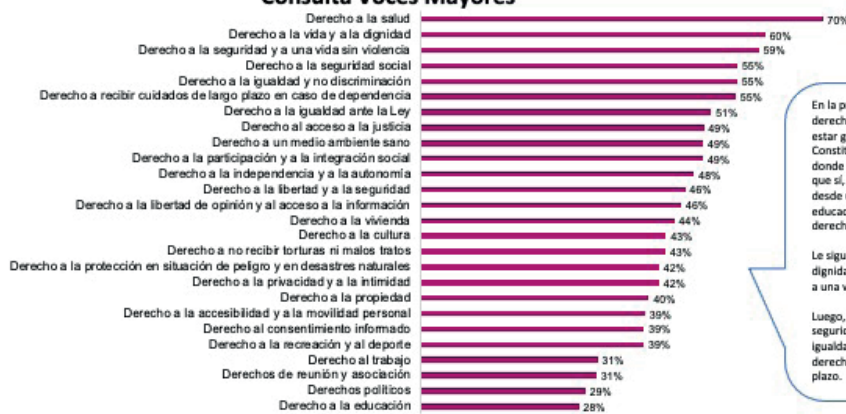 Consulta Voces Mayores
Derecho a la salud 70%
Derecho a la vida y a la dignidad 60%
Derecho a la seguridad y a una vida sin violencia 59%
Derecho a la seguridad social 55%
Derecho a la igualdad y no discriminación 55%
Derecho a recibir cuidados de largo plazo en caso de dependencia 55%
Derecho a la igualdad ante la Ley 51%
Derecho al acceso a la justicia 49%
Derecho a un medio ambiente sano 49%
Derecho a la participación y a la integración social 49%
Derecho a la independencia y a la autonomía 48%
Derecho a la libertad y a la seguridad 46%
Derecho a la libertad de opinión y al acceso a la información 46%
Derecho a la vivienda 44%
Derecho a la cultura 43%
Derecho a no recibir torturas ni malos tratos 43%
Derecho a la protección en situación de peligro y en desastres naturales 42%
Derecho a la privacidad y a la intimidad 42%
Derecho a la propiedad 40%
Derecho a la accesibilidad y a la movilidad personal 39%
Derecho al consentimiento informado 39%
Derecho a la recreación y al deporte 39%
Derecho al trabajo 31%
Derechos de reunión y asociación 31%
Derechos políticos 29%
Derecho a la educación 28%
En la p
derech
estar g
Constit
donde
que sí,
desde
educac
derech
Le sigu
dignida
a una v
Luego,
seguric
igualda
derech
plazo.